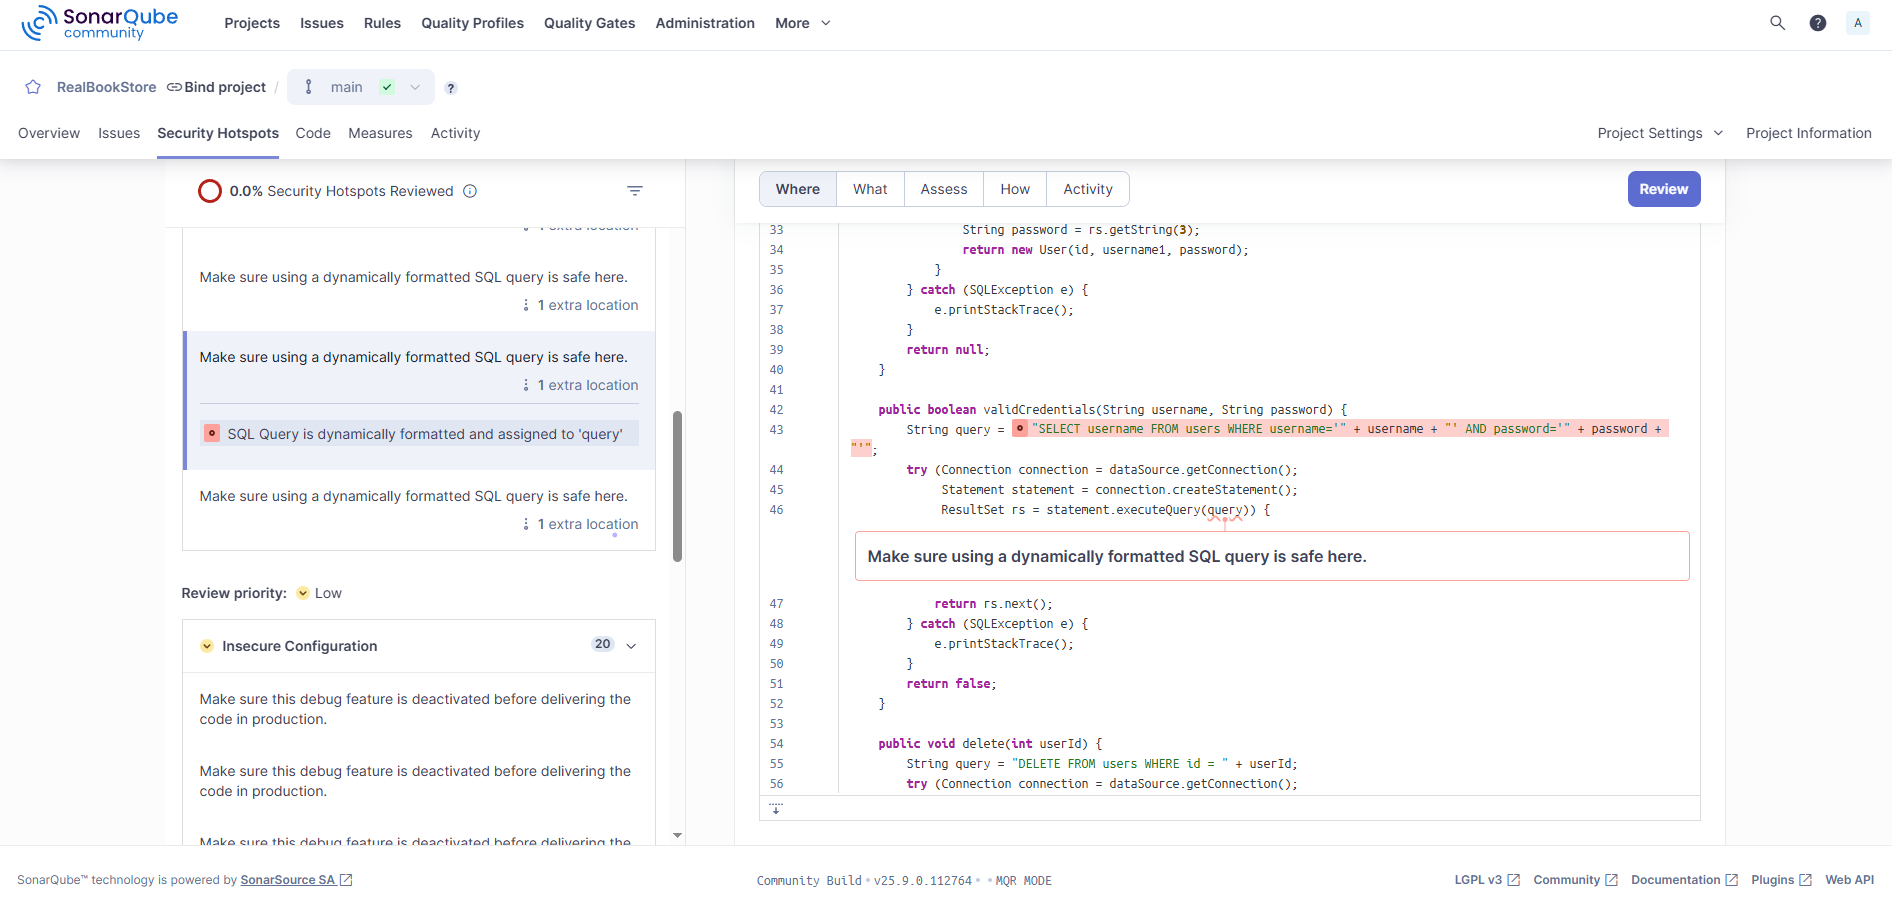 SonarQube
community
Projects Issues Rules Quality Profiles Quality Gates Administration More
? A
RealBookStore Bind project / main ?
Overview Issues Security Hotspots Code Measures Activity
Project Settings Project Information
0.0% Security Hotspots Reviewed
1 extra location
Make sure using a dynamically formatted SQL query is safe here.
1 extra location
Make sure using a dynamically formatted SQL query is safe here.
1 extra location
SQL Query is dynamically formatted and assigned to 'query'
Make sure using a dynamically formatted SQL query is safe here.
1 extra location
Review priority: Low
Insecure Configuration 20
Make sure this debug feature is deactivated before delivering the
code in production.
Make sure this debug feature is deactivated before delivering the
code in production.
Make sure this debug feature is deactivated before delivering the
Where What Assess How Activity
Review
33 String password = rs.getString(3);
34 return new User(id, username1, password);
35 }
36 } catch (SQLException e) {
37 e.printStackTrace();
38 }
39 return null;
40 }
41
42 public boolean validCredentials(String username, String password) {
43 String query = "SELECT username FROM users WHERE username='" + username + "' AND password='" + password +
"'";
44 try (Connection connection = dataSource.getConnection();
45 Statement statement = connection.createStatement();
46 ResultSet rs = statement.executeQuery(query)) {
Make sure using a dynamically formatted SQL query is safe here.
47 return rs.next();
48 } catch (SQLException e) {
49 e.printStackTrace();
50 }
51 return false;
52 }
53
54 public void delete(int userId) {
55 String query = "DELETE FROM users WHERE id = " + userId;
56 try (Connection connection = dataSource.getConnection();
SonarQube™ technology is powered by SonarSource SA
Community Build • v25.9.0.112764 • • MQR MODE
LGPL v3 Community Documentation Plugins Web API